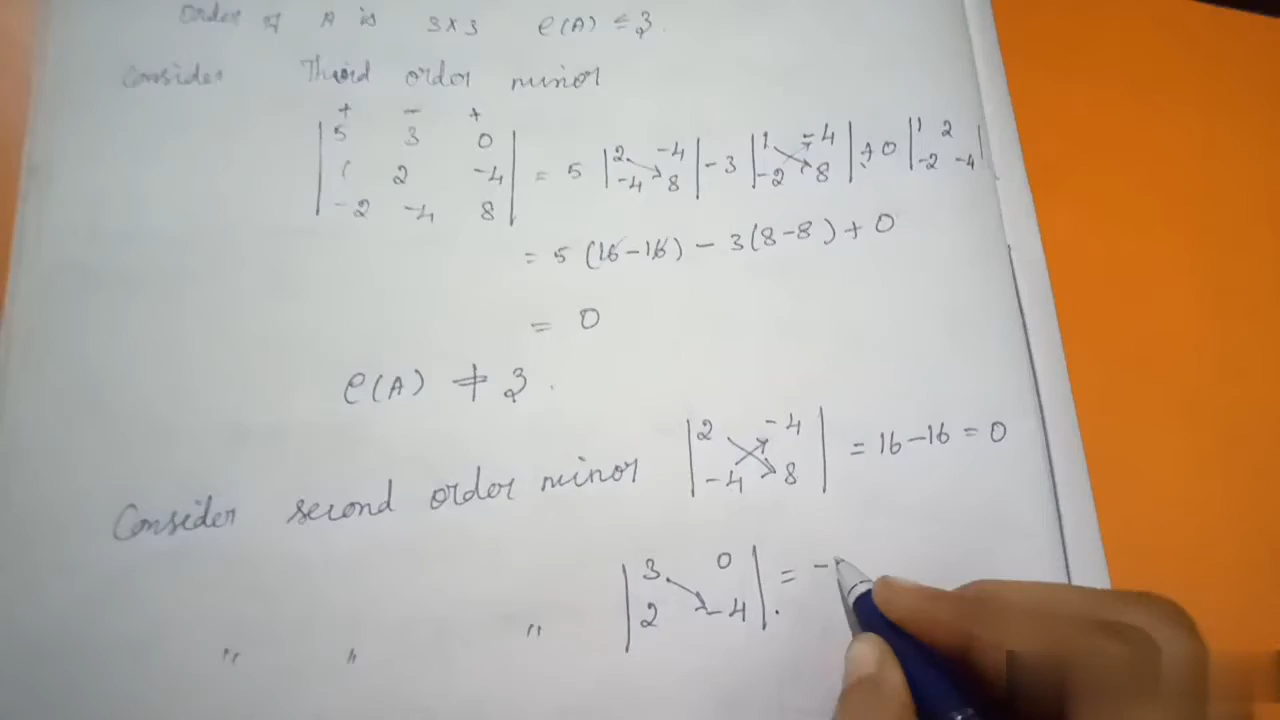 Order of A is 3×3 ρ(A) ≤ 3.
Consider Third order minor
+ - +
|5 3 0|
|1 2 -4| = 5 |2 -4| - 3 |1 -4| + 0 |1 2|
|-2 -4 8| |-4 8| |-2 8| |-2 -4|
= 5 (16-16) - 3(8-8) + 0
= 0
ρ(A) ≠ 3.
Consider second order minor |2 -4| = 16-16 = 0
|-4 8|
" " " |3 0| = -
|2 -4|.